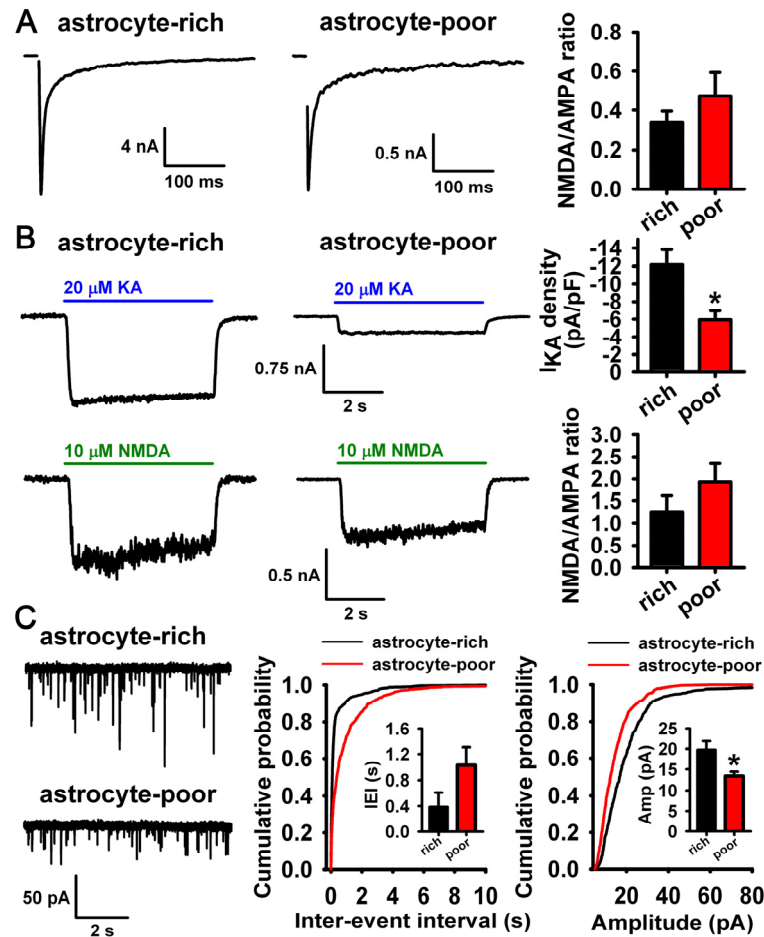 A
astrocyte-rich
astrocyte-poor
4 nA
100 ms
0.5 nA
100 ms
NMDA/AMPA ratio
0.8
0.6
0.4
0.2
0.0
rich
poor
B
astrocyte-rich
astrocyte-poor
20 μM KA
20 μM KA
0.75 nA
2 s
IKA density
(pA/pF)
-14
-12
-10
-8
-6
-4
-2
0
*
rich
poor
10 μM NMDA
10 μM NMDA
0.5 nA
2 s
NMDA/AMPA ratio
3.0
2.5
2.0
1.5
1.0
0.5
0.0
rich
poor
C
astrocyte-rich
astrocyte-poor
50 pA
2 s
astrocyte-rich
astrocyte-poor
Cumulative probability
1.0
0.8
0.6
0.4
0.2
0.0
0 2 4 6 8 10
Inter-event interval (s)
IEI (s)
1.6
1.2
0.8
0.4
0.0
rich
poor
astrocyte-rich
astrocyte-poor
Cumulative probability
1.0
0.8
0.6
0.4
0.2
0.0
20 40 60 80
Amplitude (pA)
Amp (pA)
25
20
15
10
5
0
*
rich
poor